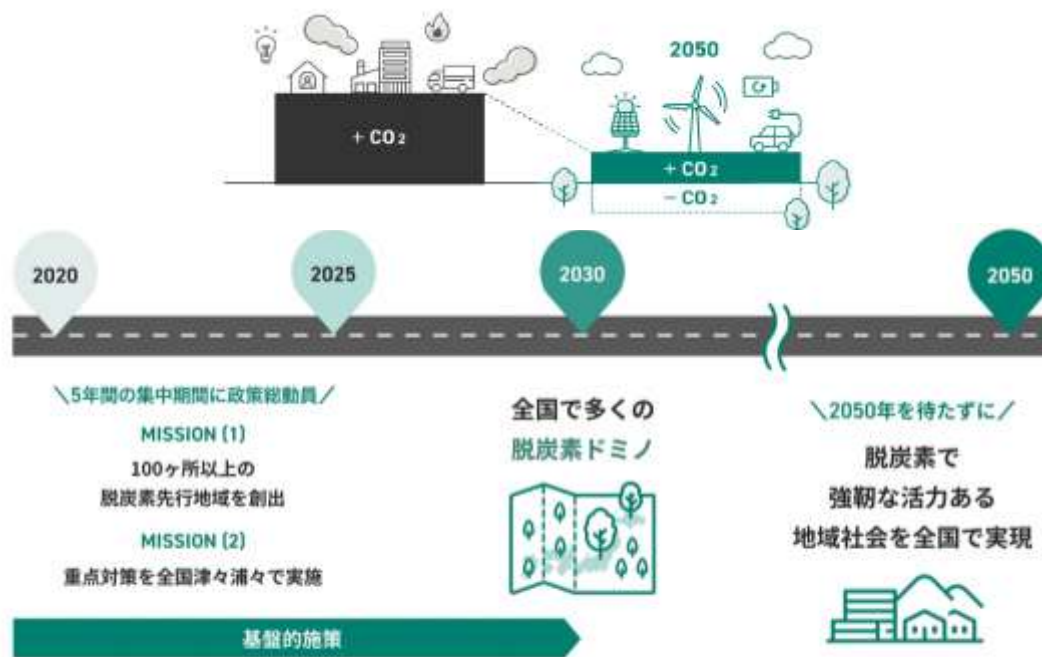 2050
+ CO2
+ CO2
− CO2
2020
2025
2030
2050
\5年間の集中期間に政策総動員/
MISSION (1)
100ヶ所以上の
脱炭素先行地域を創出
MISSION (2)
重点対策を全国津々浦々で実施
基盤的施策
全国で多くの
脱炭素ドミノ
\2050年を待たずに/
脱炭素で
強靭な活力ある
地域社会を全国で実現